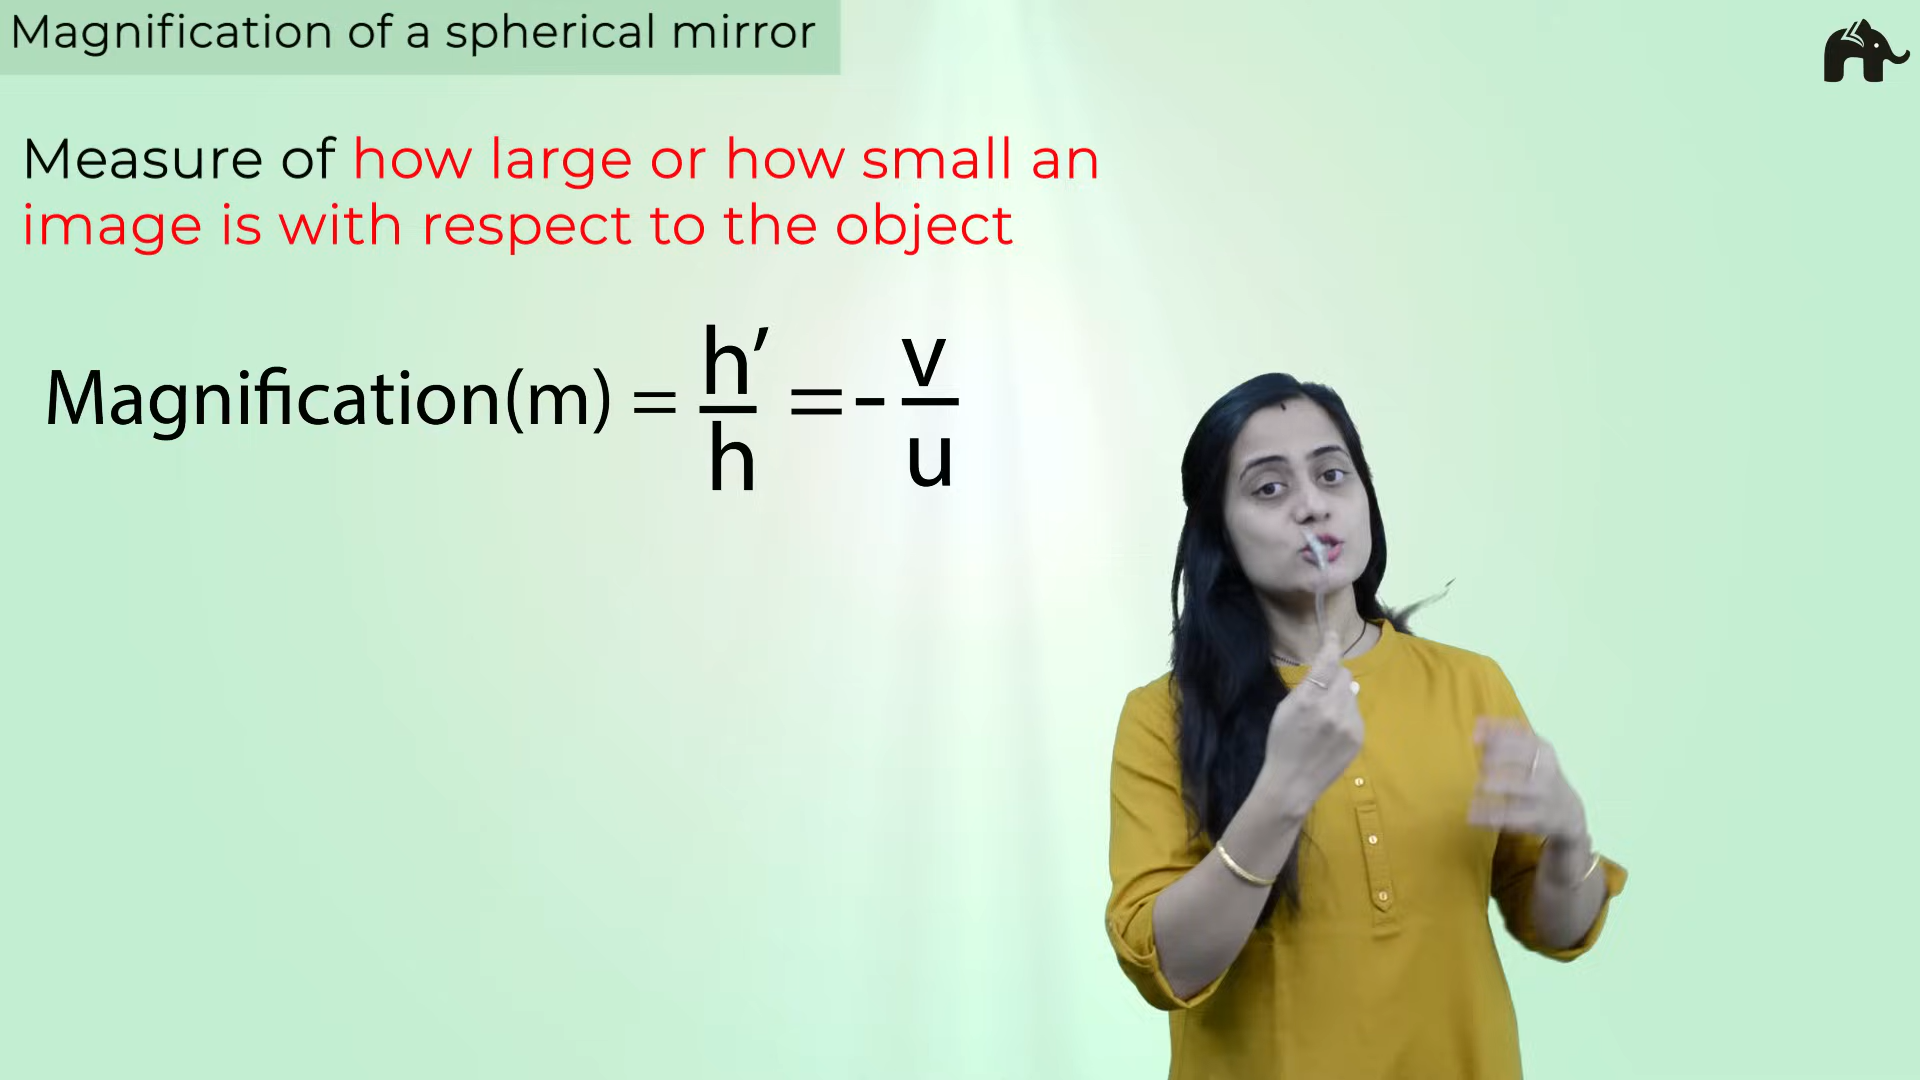 Magnification of a spherical mirror
Measure of how large or how small an
image is with respect to the object
Magnification(m) = h′/h = - v/u